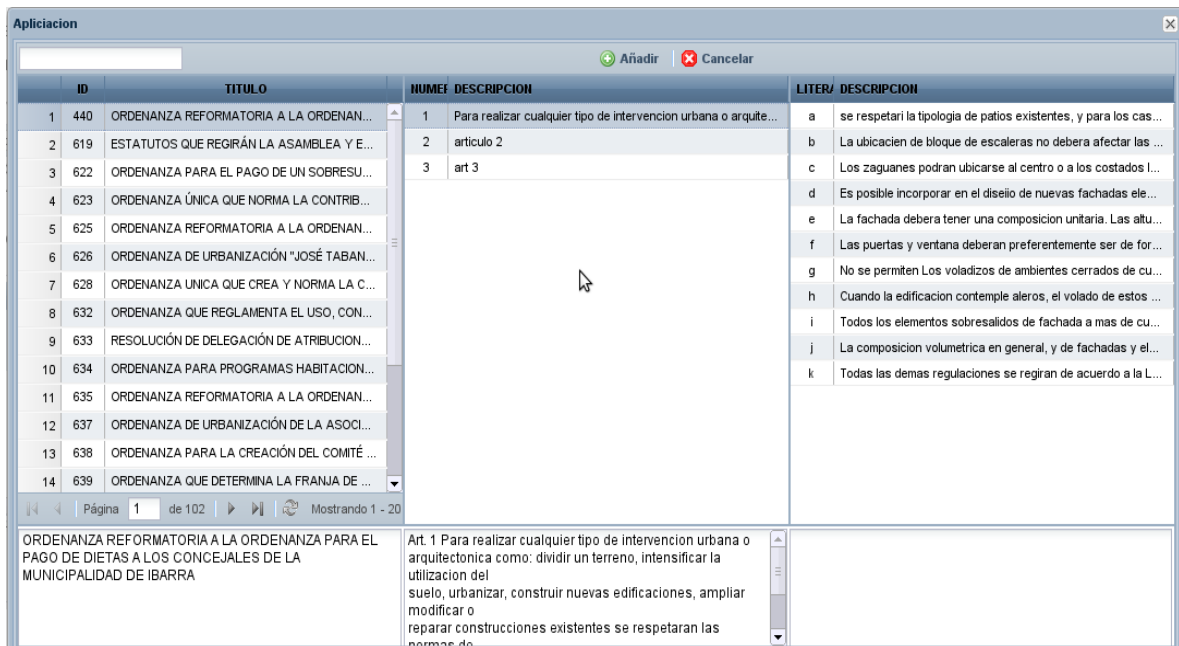 Apliciacion
Añadir Cancelar
ID TITULO
1 440 ORDENANZA REFORMATORIA A LA ORDENAN...
2 619 ESTATUTOS QUE REGIRÁN LA ASAMBLEA Y E...
3 622 ORDENANZA PARA EL PAGO DE UN SOBRESU...
4 623 ORDENANZA ÚNICA QUE NORMA LA CONTRIB...
5 625 ORDENANZA REFORMATORIA A LA ORDENAN...
6 626 ORDENANZA DE URBANIZACIÓN "JOSÉ TABAN...
7 628 ORDENANZA UNICA QUE CREA Y NORMA LA C...
8 632 ORDENANZA QUE REGLAMENTA EL USO, CON...
9 633 RESOLUCIÓN DE DELEGACIÓN DE ATRIBUCION...
10 634 ORDENANZA PARA PROGRAMAS HABITACION...
11 635 ORDENANZA REFORMATORIA A LA ORDENAN...
12 637 ORDENANZA DE URBANIZACIÓN DE LA ASOCI...
13 638 ORDENANZA PARA LA CREACIÓN DEL COMITÉ ...
14 639 ORDENANZA QUE DETERMINA LA FRANJA DE ...
Página 1 de 102 Mostrando 1 - 20
ORDENANZA REFORMATORIA A LA ORDENANZA PARA EL
PAGO DE DIETAS A LOS CONCEJALES DE LA
MUNICIPALIDAD DE IBARRA
NUMER DESCRIPCION
1 Para realizar cualquier tipo de intervencion urbana o arquite...
2 articulo 2
3 art 3
Art. 1 Para realizar cualquier tipo de intervencion urbana o
arquitectonica como: dividir un terreno, intensificar la
utilizacion del
suelo, urbanizar, construir nuevas edificaciones, ampliar
modificar o
reparar construcciones existentes se respetaran las
normas de
LITERA DESCRIPCION
a se respetari la tipologia de patios existentes, y para los cas...
b La ubicacien de bloque de escaleras no debera afectar las ...
c Los zaguanes podran ubicarse al centro o a los costados l...
d Es posible incorporar en el diseiio de nuevas fachadas ele...
e La fachada debera tener una composicion unitaria. Las altu...
f Las puertas y ventana deberan preferentemente ser de for...
g No se permiten Los voladizos de ambientes cerrados de cu...
h Cuando la edificacion contemple aleros, el volado de estos ...
i Todos los elementos sobresalidos de fachada a mas de cu...
j La composicion volumetrica en general, y de fachadas y el...
k Todas las demas regulaciones se regiran de acuerdo a la L...